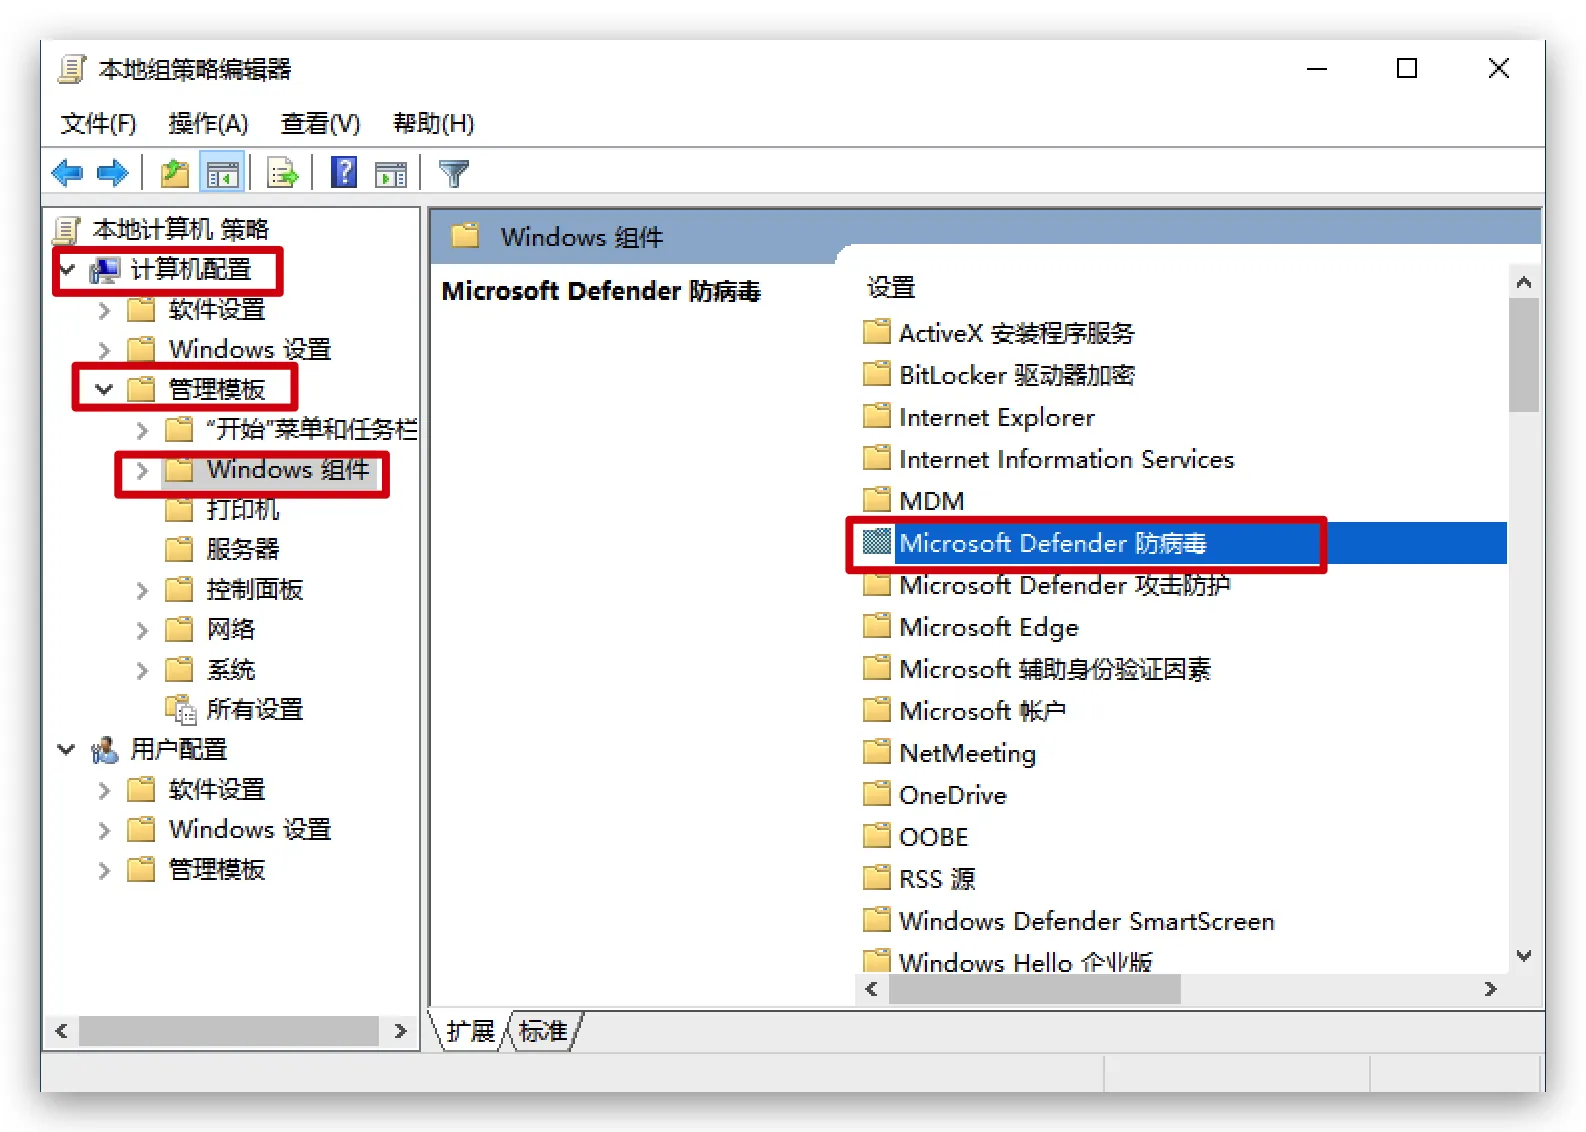 本地组策略编辑器
文件(F) 操作(A) 查看(V) 帮助(H)
本地计算机 策略
计算机配置
软件设置
Windows 设置
管理模板
“开始”菜单和任务栏
Windows 组件
打印机
服务器
控制面板
网络
系统
所有设置
用户配置
软件设置
Windows 设置
管理模板
Windows 组件
Microsoft Defender 防病毒
设置
ActiveX 安装程序服务
BitLocker 驱动器加密
Internet Explorer
Internet Information Services
MDM
Microsoft Defender 防病毒
Microsoft Defender 攻击防护
Microsoft Edge
Microsoft 辅助身份验证因素
Microsoft 帐户
NetMeeting
OneDrive
OOBE
RSS 源
Windows Defender SmartScreen
Windows Hello 企业版
扩展 标准